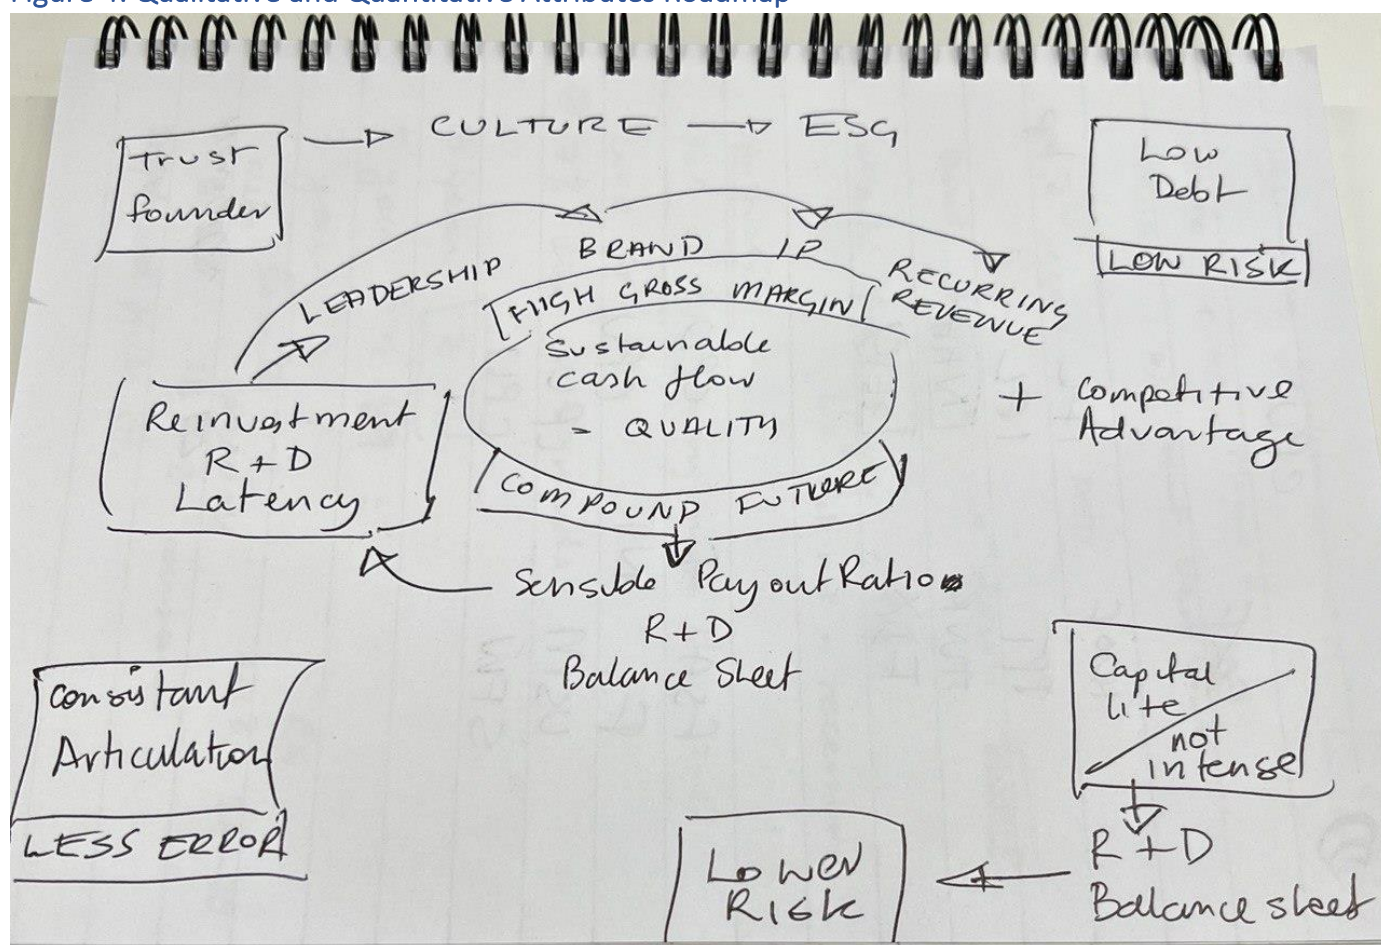 Figure 4: Qualitative and Quantitative Attributes Roadmap
Trust
founder
CULTURE
ESG
Low
Debt
LOW RISK
LEADERSHIP
BRAND
IP
RECURRING
REVENUE
HIGH GROSS MARGIN
Sustainable
cash flow
= QUALITY
COMPOUND FUTURE
Reinvestment
R + D
Latency
+ Competitive
Advantage
Sensible Payout Ratio
R + D
Balance Sheet
Consistant
Articulation
LESS ERROR
Capital
lite
not
intense
R + D
Balance sheet
Lower
RISK